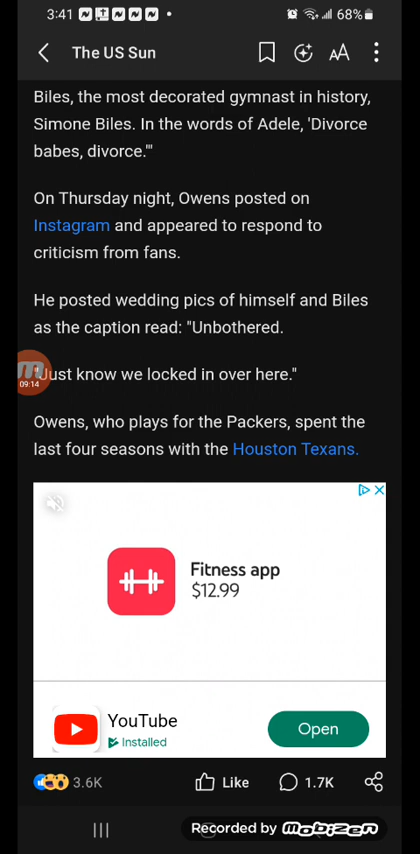 3:41 68%
The US Sun AA
Biles, the most decorated gymnast in history,
Simone Biles. In the words of Adele, 'Divorce
babes, divorce.'"
On Thursday night, Owens posted on
Instagram and appeared to respond to
criticism from fans.
He posted wedding pics of himself and Biles
as the caption read: "Unbothered.
"Just know we locked in over here."
09:14
Owens, who plays for the Packers, spent the
last four seasons with the Houston Texans.
Fitness app
$12.99
YouTube
Installed
Open
3.6K Like 1.7K
Recorded by mobizen